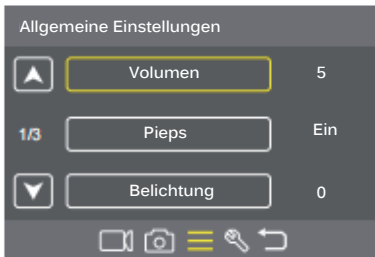 Allgemeine Einstellungen
Volumen 5
1/3 Pieps Ein
Belichtung 0